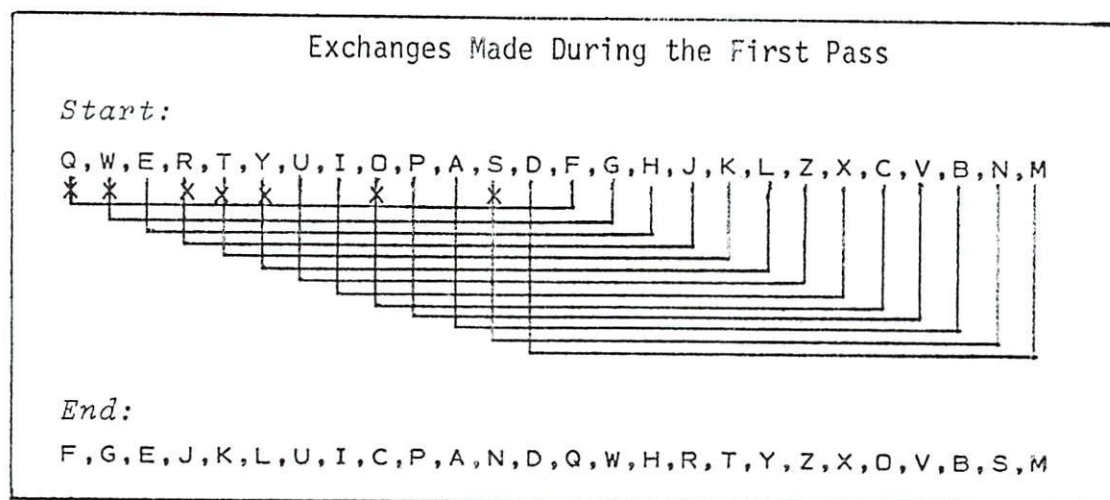 Exchanges Made During the First Pass
Start:
Q,W,E,R,T,Y,U,I,O,P,A,S,D,F,G,H,J,K,L,Z,X,C,V,B,N,M
X X X X X X X
End:
F,G,E,J,K,L,U,I,C,P,A,N,D,Q,W,H,R,T,Y,Z,X,O,V,B,S,M